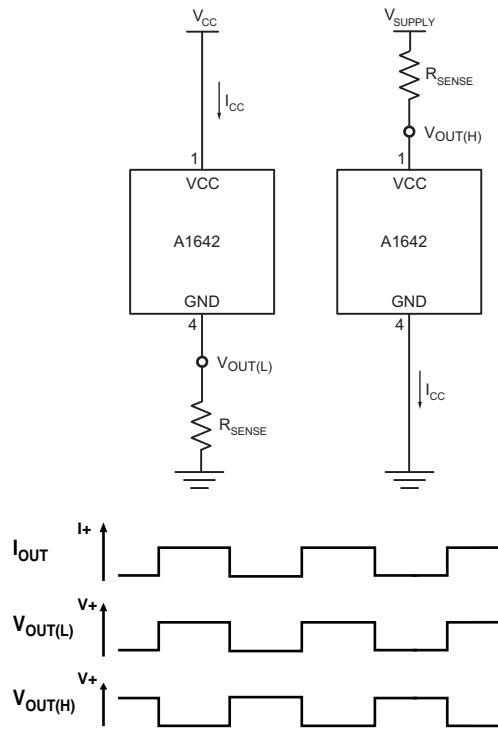 VCC
ICC
1
VCC
A1642
GND
4
VOUT(L)
RSENSE
VSUPPLY
RSENSE
VOUT(H)
1
VCC
A1642
GND
4
ICC
I+
IOUT
V+
VOUT(L)
V+
VOUT(H)